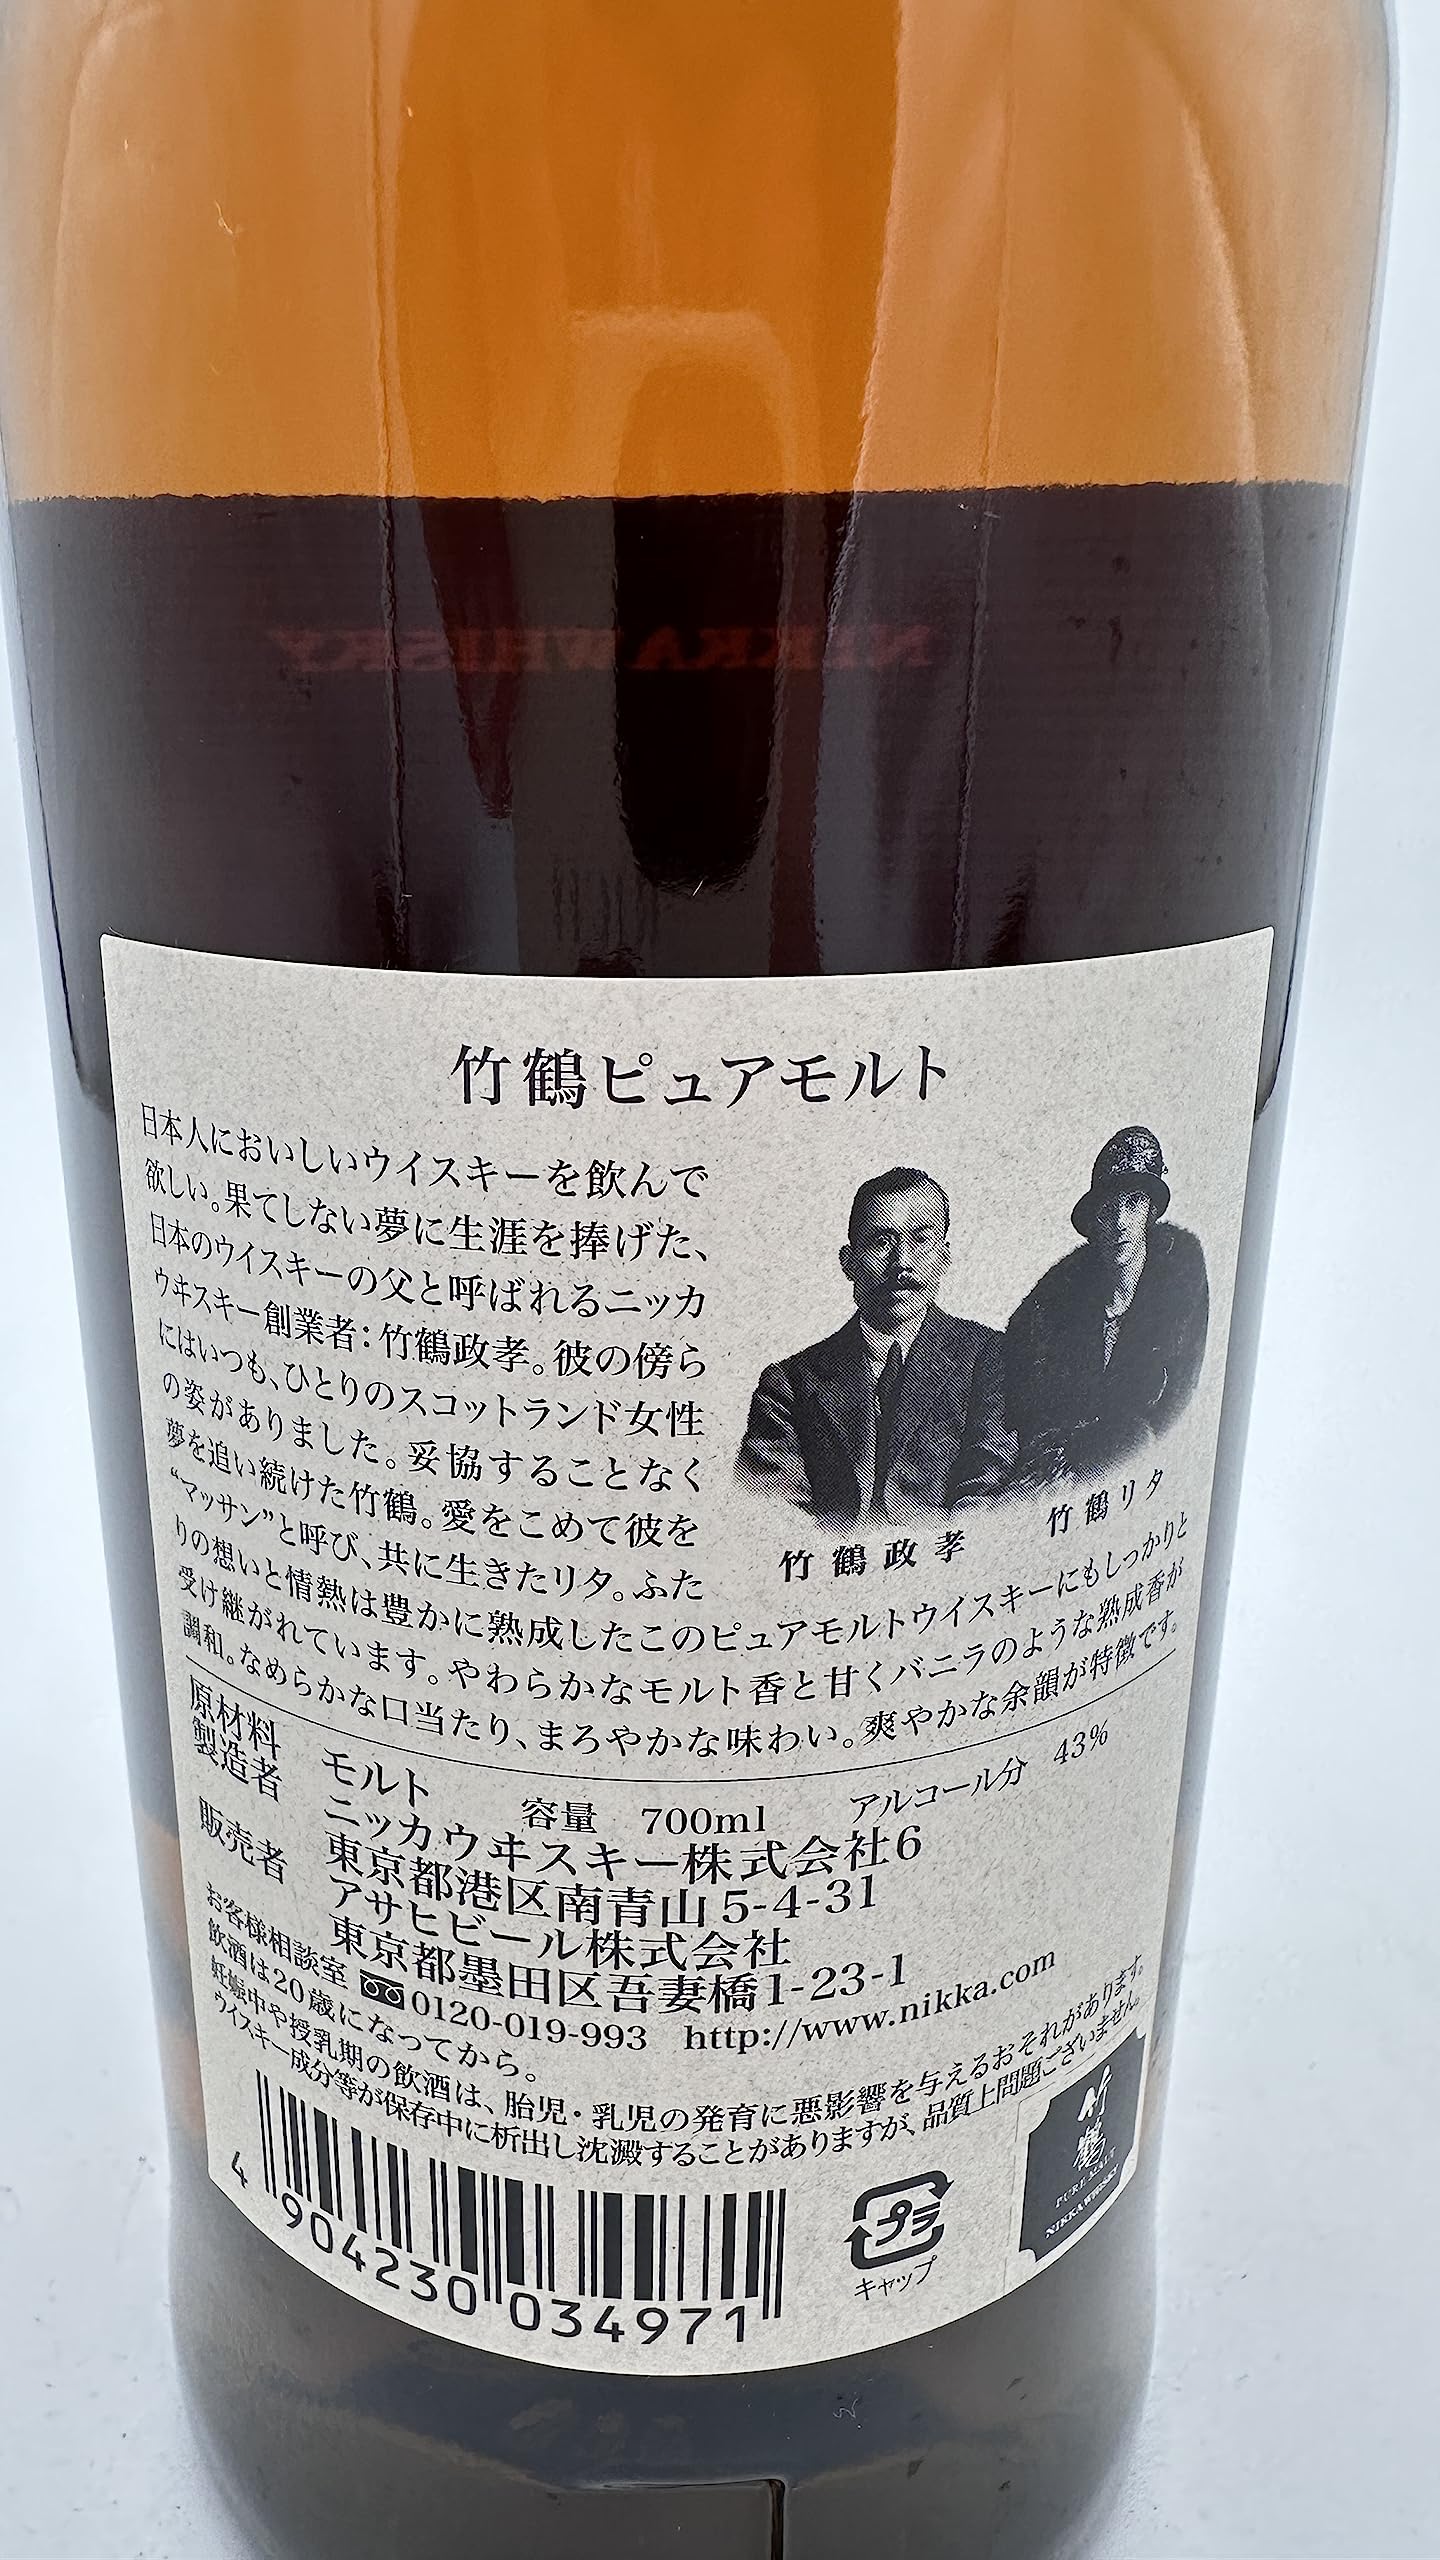 NIKKA WHISKY
竹鶴ピュアモルト
日本人においしいウイスキーを飲んで
欲しい。果てしない夢に生涯を捧げた、
日本のウイスキーの父と呼ばれるニッカ
ウヰスキー創業者：竹鶴政孝。彼の傍ら
にはいつも、ひとりのスコットランド女性
の姿がありました。妥協することなく
夢を追い続けた竹鶴。愛をこめて彼を
“マッサン”と呼び、共に生きたリタ。ふた
りの想いと情熱は豊かに熟成したこのピュアモルトウイスキーにもしっかりと
受け継がれています。やわらかなモルト香と甘くバニラのような熟成香が
調和。なめらかな口当たり、まろやかな味わい。爽やかな余韻が特徴です。
竹鶴政孝
竹鶴リタ
原材料 モルト 容量 700ml アルコール分 43%
製造者 ニッカウヰスキー株式会社6
東京都港区南青山5-4-31
販売者 アサヒビール株式会社
東京都墨田区吾妻橋1-23-1
お客様相談室 0120-019-993 http://www.nikka.com
飲酒は20歳になってから。
妊娠中や授乳期の飲酒は、胎児・乳児の発育に悪影響を与えるおそれがあります。
ウイスキー成分等が保存中に析出し沈澱することがありますが、品質上問題ございません。
4 904230 034971
プラ
キャップ
竹鶴
PURE MALT
NIKKA WHISKY